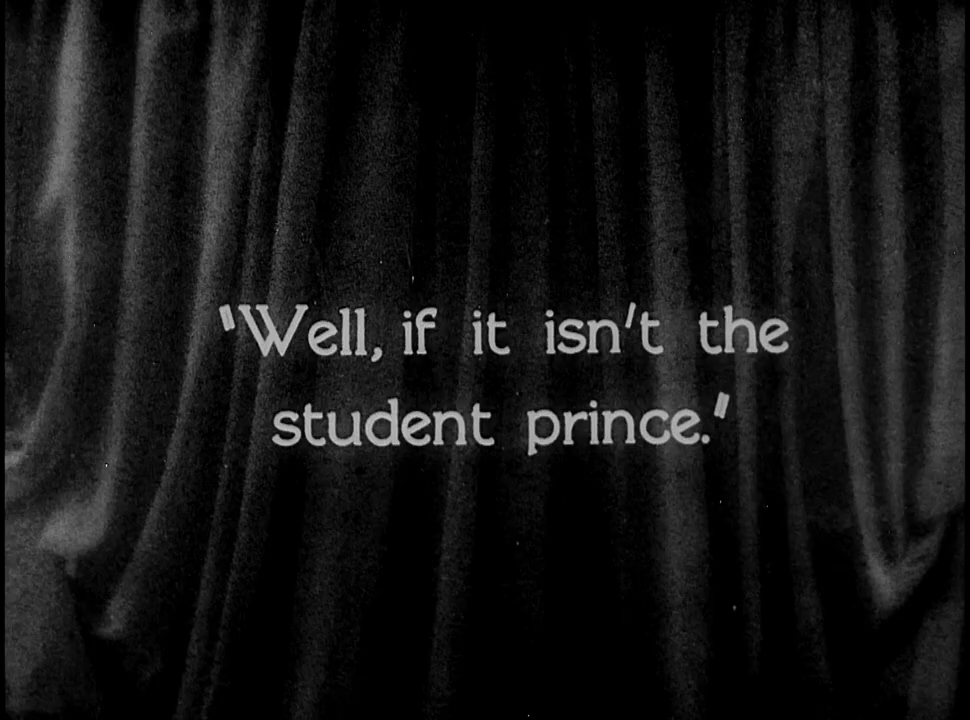 "Well, if it isn't the
student prince."